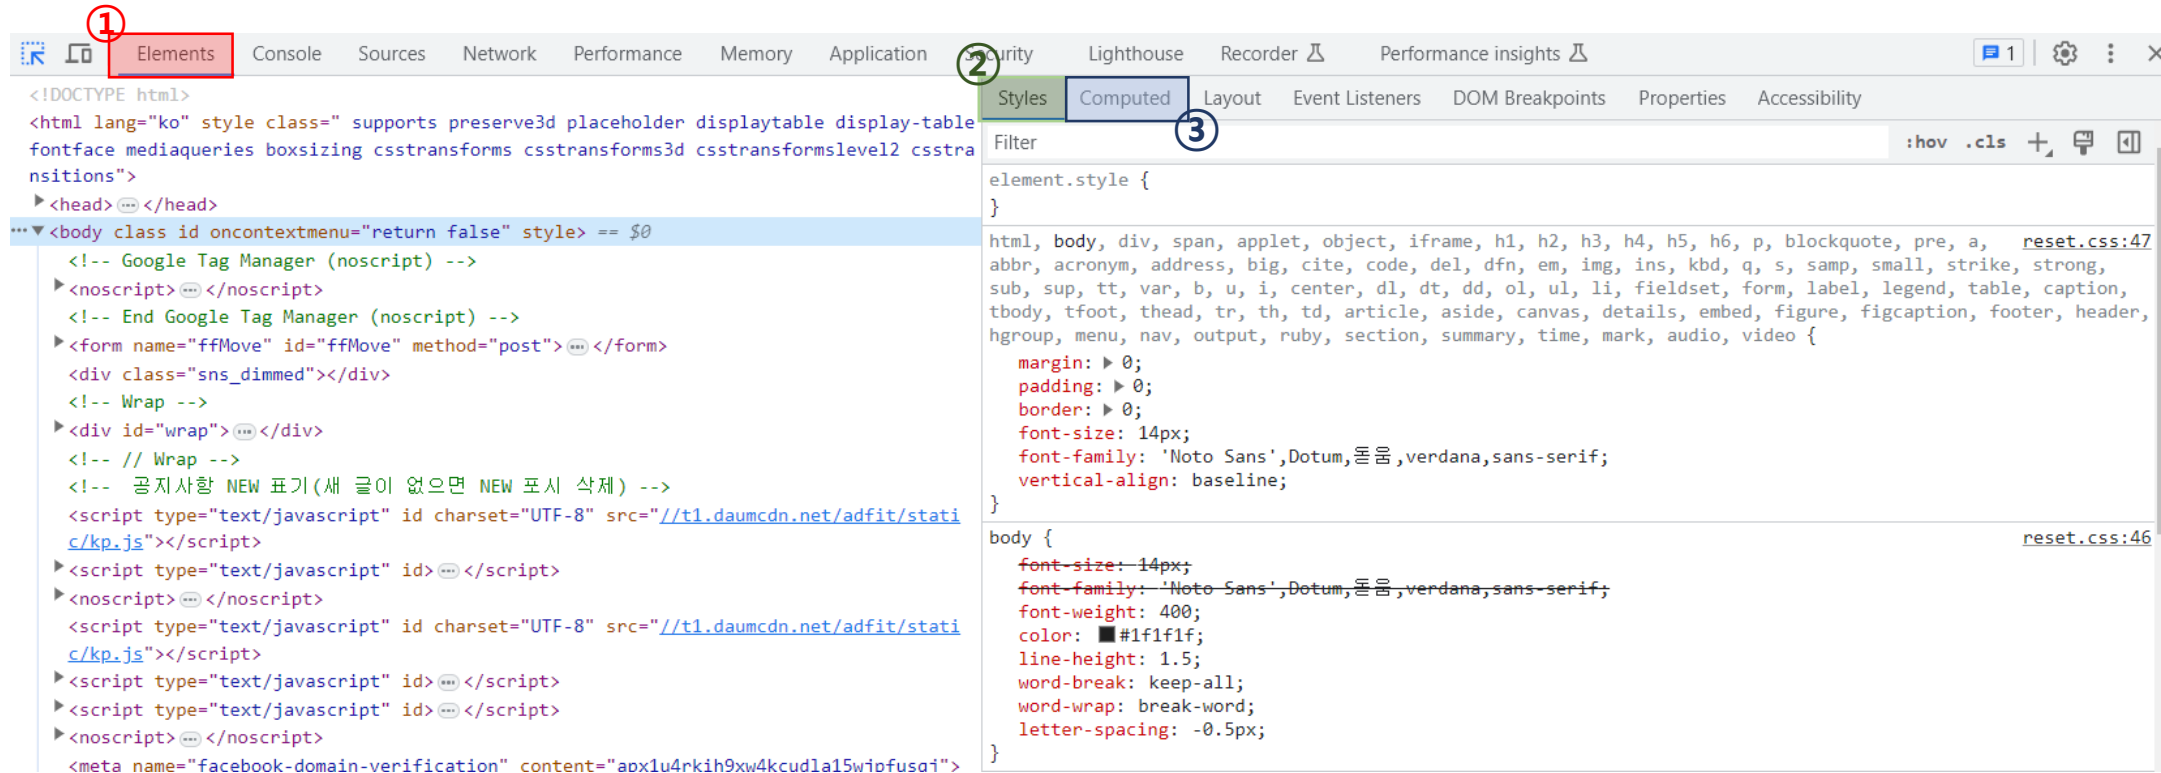 ①
Elements Console Sources Network Performance Memory Application Security Lighthouse Recorder Performance insights 1
②
Styles Computed Layout Event Listeners DOM Breakpoints Properties Accessibility
③
Filter :hov .cls
<!DOCTYPE html>
<html lang="ko" style class=" supports preserve3d placeholder displaytable display-table
fontface mediaqueries boxsizing csstransforms csstransforms3d csstransformslevel2 csstra
nsitions">
<head>…</head>
…<body class id oncontextmenu="return false" style> == $0
<!-- Google Tag Manager (noscript) -->
<noscript>…</noscript>
<!-- End Google Tag Manager (noscript) -->
<form name="ffMove" id="ffMove" method="post">…</form>
<div class="sns_dimmed"></div>
<!-- Wrap -->
<div id="wrap">…</div>
<!-- // Wrap -->
<!-- 공지사항 NEW 표기(새 글이 없으면 NEW 포시 삭제) -->
<script type="text/javascript" id charset="UTF-8" src="//t1.daumcdn.net/adfit/stati
c/kp.js"></script>
<script type="text/javascript" id>…</script>
<noscript>…</noscript>
<script type="text/javascript" id charset="UTF-8" src="//t1.daumcdn.net/adfit/stati
c/kp.js"></script>
<script type="text/javascript" id>…</script>
<script type="text/javascript" id>…</script>
<noscript>…</noscript>
<meta name="facebook-domain-verification" content="apx1u4rkih9xw4kcudla15wjpfusqj">
element.style {
}
html, body, div, span, applet, object, iframe, h1, h2, h3, h4, h5, h6, p, blockquote, pre, a, reset.css:47
abbr, acronym, address, big, cite, code, del, dfn, em, img, ins, kbd, q, s, samp, small, strike, strong,
sub, sup, tt, var, b, u, i, center, dl, dt, dd, ol, ul, li, fieldset, form, label, legend, table, caption,
tbody, tfoot, thead, tr, th, td, article, aside, canvas, details, embed, figure, figcaption, footer, header,
hgroup, menu, nav, output, ruby, section, summary, time, mark, audio, video {
margin: 0;
padding: 0;
border: 0;
font-size: 14px;
font-family: 'Noto Sans',Dotum,돋움,verdana,sans-serif;
vertical-align: baseline;
}
body { reset.css:46
font-size: 14px;
font-family: 'Noto Sans',Dotum,돋움,verdana,sans-serif;
font-weight: 400;
color: #1f1f1f;
line-height: 1.5;
word-break: keep-all;
word-wrap: break-word;
letter-spacing: -0.5px;
}